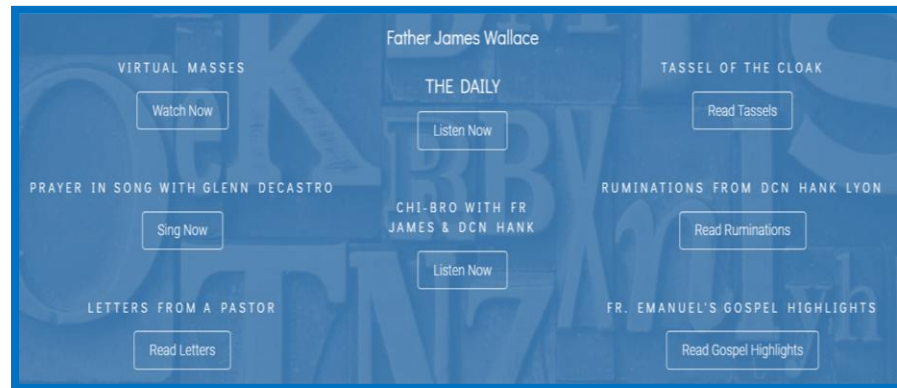 Father James Wallace
VIRTUAL MASSES
Watch Now
THE DAILY
Listen Now
TASSEL OF THE CLOAK
Read Tassels
PRAYER IN SONG WITH GLENN DECASTRO
Sing Now
CHI-BRO WITH FR
JAMES & DCN HANK
Listen Now
RUMINATIONS FROM DCN HANK LYON
Read Ruminations
LETTERS FROM A PASTOR
Read Letters
FR. EMANUEL'S GOSPEL HIGHLIGHTS
Read Gospel Highlights